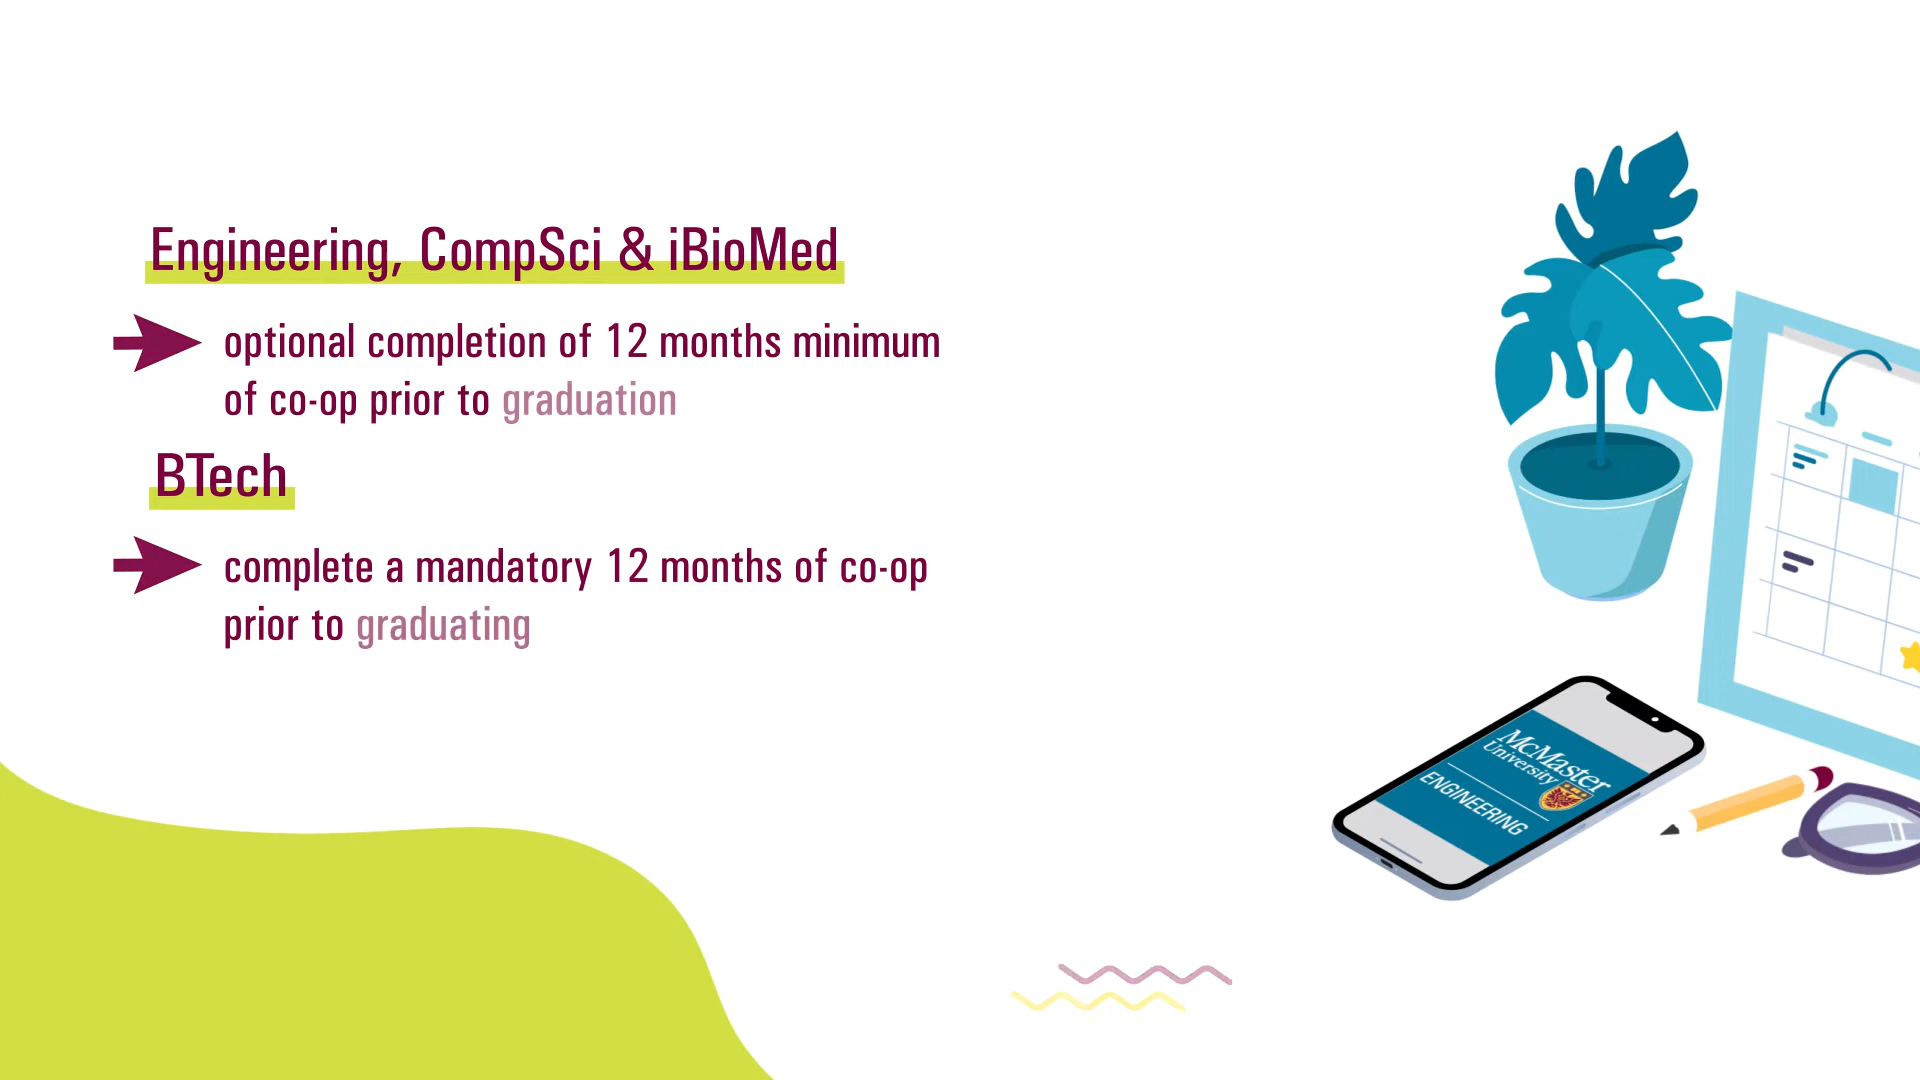 Engineering, CompSci & iBioMed
optional completion of 12 months minimum
of co-op prior to graduation
BTech
complete a mandatory 12 months of co-op
prior to graduating
McMaster
University
ENGINEERING